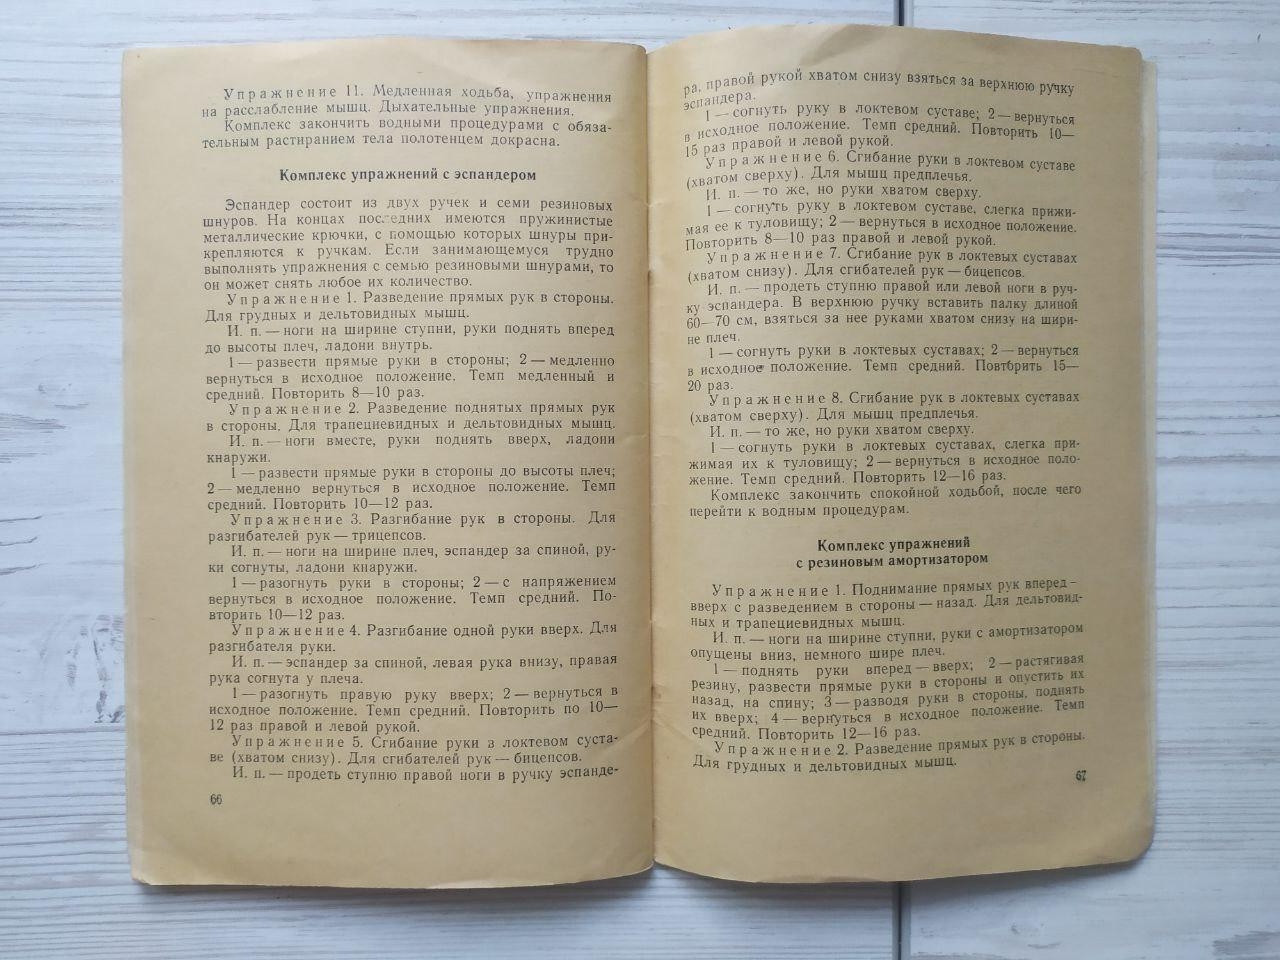 Упражнение 11. Медленная ходьба, упражнения
на расслабление мышц. Дыхательные упражнения.
Комплекс закончить водными процедурами с обяза-
тельным растиранием тела полотенцем докрасна.
Комплекс упражнений с эспандером
Эспандер состоит из двух ручек и семи резиновых
шнуров. На концах последних имеются пружинистые
металлические крючки, с помощью которых шнуры при-
крепляются к ручкам. Если занимающемуся трудно
выполнять упражнения с семью резиновыми шнурами, то
он может снять любое их количество.
Упражнение 1. Разведение прямых рук в стороны.
Для грудных и дельтовидных мышц.
И. п. — ноги на ширине ступни, руки поднять вперед
до высоты плеч, ладони внутрь.
1 — развести прямые руки в стороны; 2 — медленно
вернуться в исходное положение. Темп медленный и
средний. Повторить 8—10 раз.
Упражнение 2. Разведение поднятых прямых рук
в стороны. Для трапециевидных и дельтовидных мышц.
И. п. — ноги вместе, руки поднять вверх, ладони
кнаружи.
1 — развести прямые руки в стороны до высоты плеч;
2 — медленно вернуться в исходное положение. Темп
средний. Повторить 10—12 раз.
Упражнение 3. Разгибание рук в стороны. Для
разгибателей рук — трицепсов.
И. п. — ноги на ширине плеч, эспандер за спиной, ру-
ки согнуты, ладони кнаружи.
1 — разогнуть руки в стороны; 2 — с напряжением
вернуться в исходное положение. Темп средний. По-
вторить 10—12 раз.
Упражнение 4. Разгибание одной руки вверх. Для
разгибателя руки.
И. п. — эспандер за спиной, левая рука внизу, правая
рука согнута у плеча.
1 — разогнуть правую руку вверх; 2 — вернуться в
исходное положение. Темп средний. Повторить по 10—
12 раз правой и левой рукой.
Упражнение 5. Сгибание руки в локтевом суста-
ве (хватом снизу). Для сгибателей рук — бицепсов.
И. п. — продеть ступню правой ноги в ручку эспанде-
66
ра, правой рукой хватом снизу взяться за верхнюю ручку
эспандера.
1 — согнуть руку в локтевом суставе; 2 — вернуться
в исходное положение. Темп средний. Повторить 10—
15 раз правой и левой рукой.
Упражнение 6. Сгибание руки в локтевом суставе
(хватом сверху). Для мышц предплечья.
И. п. — то же, но руки хватом сверху.
1 — согнуть руку в локтевом суставе, слегка прижи-
мая ее к туловищу; 2 — вернуться в исходное положение.
Повторить 8—10 раз правой и левой рукой.
Упражнение 7. Сгибание рук в локтевых суставах
(хватом снизу). Для сгибателей рук — бицепсов.
И. п. — продеть ступню правой или левой ноги в руч-
ку эспандера. В верхнюю ручку вставить палку длиной
60—70 см, взяться за нее руками хватом снизу на шири-
не плеч.
1 — согнуть руки в локтевых суставах; 2 — вернуться
в исходное положение. Темп средний. Повторить 15—
20 раз.
Упражнение 8. Сгибание рук в локтевых суставах
(хватом сверху). Для мышц предплечья.
И. п. — то же, но руки хватом сверху.
1 — согнуть руки в локтевых суставах, слегка при-
жимая их к туловищу; 2 — вернуться в исходное поло-
жение. Темп средний. Повторить 12—16 раз.
Комплекс закончить спокойной ходьбой, после чего
перейти к водным процедурам.
Комплекс упражнений
с резиновым амортизатором
Упражнение 1. Поднимание прямых рук вперед —
вверх с разведением в стороны — назад. Для дельтовид-
ных и трапециевидных мышц.
И. п. — ноги на ширине ступни, руки с амортизатором
опущены вниз, немного шире плеч.
1 — поднять руки вперед — вверх; 2 — растягивая
резину, развести прямые руки в стороны и опустить их
назад, на спину; 3 — разводя руки в стороны, поднять
их вверх; 4 — вернуться в исходное положение. Темп
средний. Повторить 12—16 раз.
Упражнение 2. Разведение прямых рук в стороны.
Для грудных и дельтовидных мышц.
67